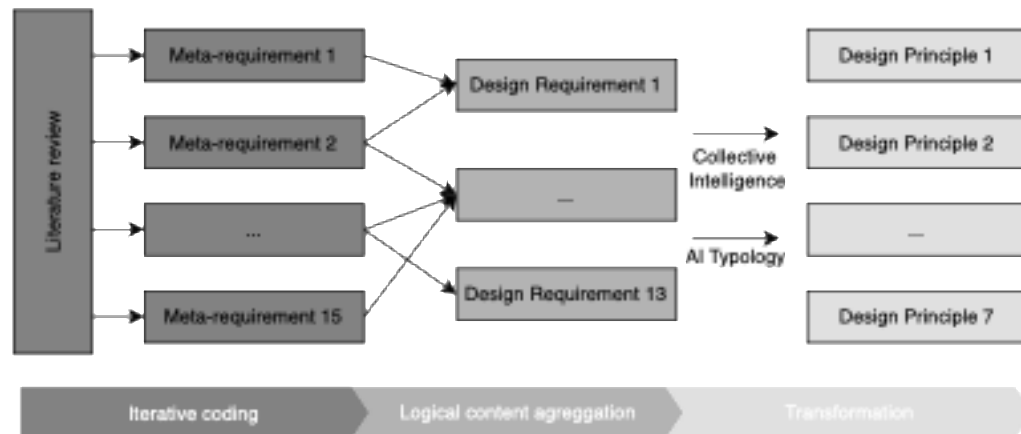 Literature review
Meta-requirement 1
Meta-requirement 2
...
Meta-requirement 15
Design Requirement 1
...
Design Requirement 13
Collective
Intelligence
AI Typology
Design Principle 1
Design Principle 2
...
Design Principle 7
Iterative coding
Logical content agreggation
Transformation